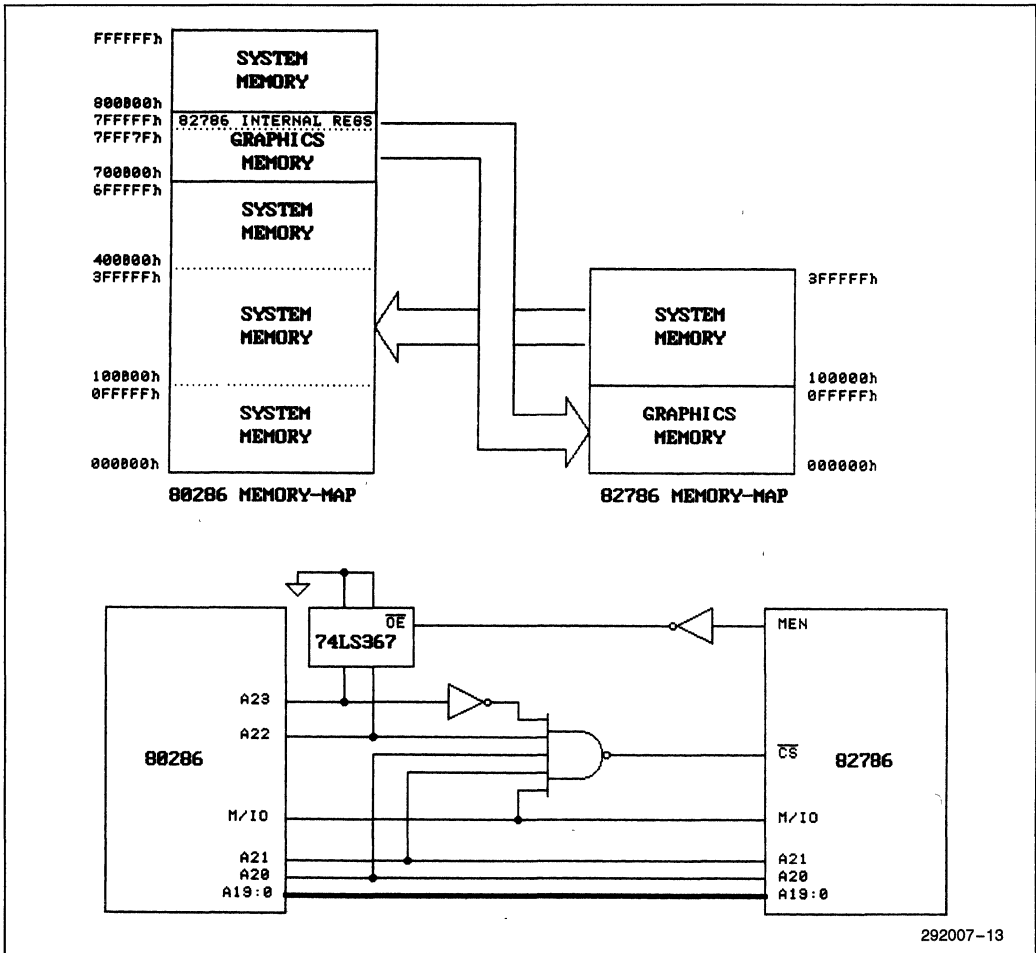 FFFFFFh
SYSTEM
MEMORY
800000h
7FFFFFh
82786 INTERNAL REGS
7FFF7Fh
GRAPHICS
MEMORY
700000h
6FFFFFh
SYSTEM
MEMORY
400000h
3FFFFFh
SYSTEM
MEMORY
100000h
0FFFFFh
SYSTEM
MEMORY
000000h
80286 MEMORY-MAP
3FFFFFh
SYSTEM
MEMORY
100000h
0FFFFFh
GRAPHICS
MEMORY
000000h
82786 MEMORY-MAP
OE
74LS367
MEN
A23
A22
80286
CS
82786
M/IO
M/IO
A21
A21
A20
A20
A19:0
A19:0
292007-13